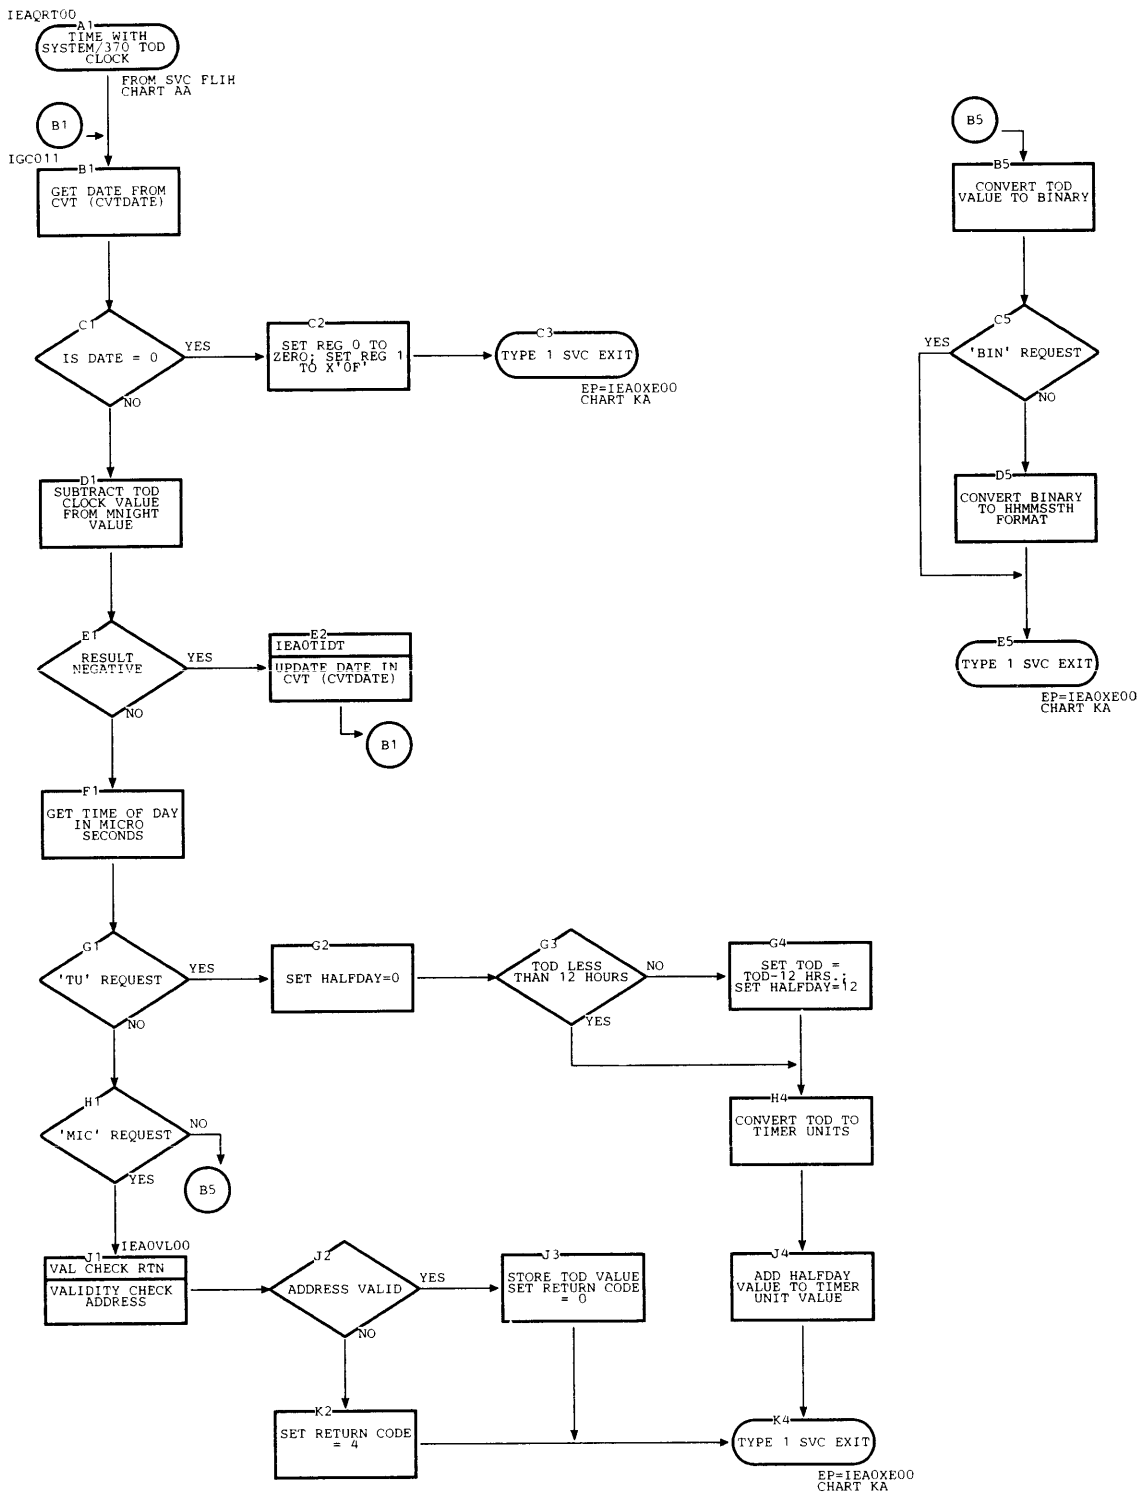 IEAQRT00
A1
TIME WITH
SYSTEM/370 TOD
CLOCK
FROM SVC FLIH
CHART AA
B1
IGC011
B1
GET DATE FROM
CVT (CVTDATE)
C1
IS DATE = 0
YES
NO
C2
SET REG 0 TO
ZERO; SET REG 1
TO X'0F'
C3
TYPE 1 SVC EXIT
EP=IEA0XE00
CHART KA
D1
SUBTRACT TOD
CLOCK VALUE
FROM MNIGHT
VALUE
E1
RESULT
NEGATIVE
YES
NO
E2
IEA0TIDT
UPDATE DATE IN
CVT (CVTDATE)
B1
F1
GET TIME OF DAY
IN MICRO
SECONDS
G1
'TU' REQUEST
YES
NO
G2
SET HALFDAY=0
G3
TOD LESS
THAN 12 HOURS
NO
YES
G4
SET TOD =
TOD-12 HRS.;
SET HALFDAY=12
H1
'MIC' REQUEST
NO
B5
YES
H4
CONVERT TOD TO
TIMER UNITS
J1
IEA0VL00
VAL CHECK RTN
VALIDITY CHECK
ADDRESS
J2
ADDRESS VALID
YES
NO
J3
STORE TOD VALUE
SET RETURN CODE
= 0
J4
ADD HALFDAY
VALUE TO TIMER
UNIT VALUE
K2
SET RETURN CODE
= 4
K4
TYPE 1 SVC EXIT
EP=IEA0XE00
CHART KA
B5
B5
CONVERT TOD
VALUE TO BINARY
C5
'BIN' REQUEST
YES
NO
D5
CONVERT BINARY
TO HHMMSSTH
FORMAT
E5
TYPE 1 SVC EXIT
EP=IEA0XE00
CHART KA